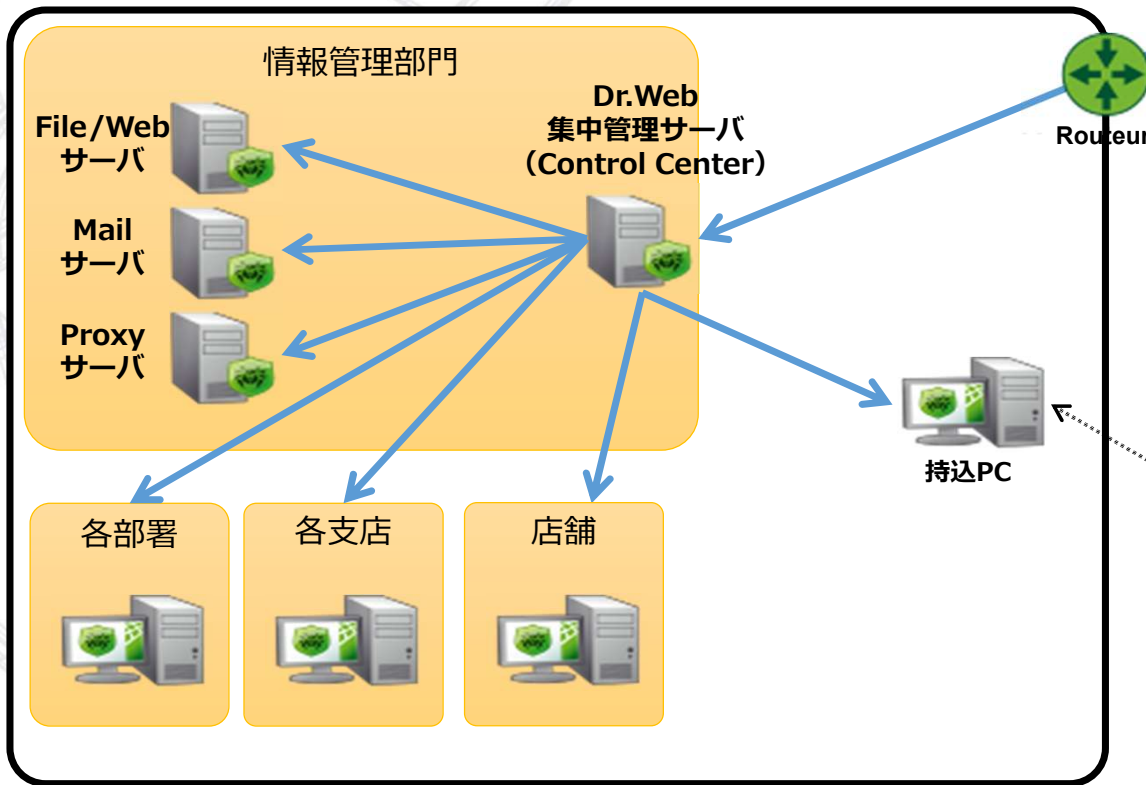 情報管理部門
File/Web
サーバ
Dr.Web
集中管理サーバ
（Control Center）
Routeur
Mail
サーバ
Proxy
サーバ
持込PC
各部署
各支店
店舗